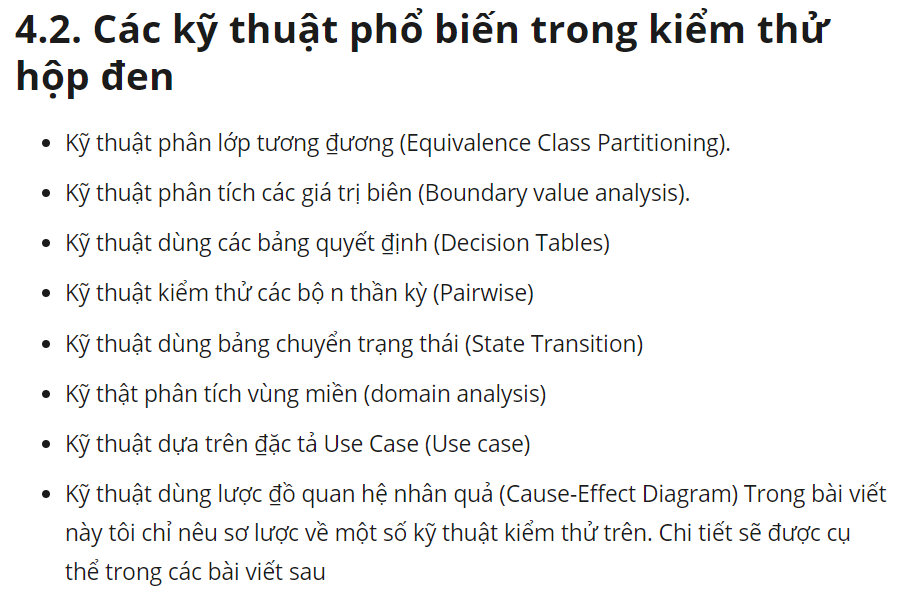 4.2. Các kỹ thuật phổ biến trong kiểm thử
hộp đen
• Kỹ thuật phân lớp tương đương (Equivalence Class Partitioning).
• Kỹ thuật phân tích các giá trị biên (Boundary value analysis).
• Kỹ thuật dùng các bảng quyết định (Decision Tables)
• Kỹ thuật kiểm thử các bộ n thần kỳ (Pairwise)
• Kỹ thuật dùng bảng chuyển trạng thái (State Transition)
• Kỹ thật phân tích vùng miền (domain analysis)
• Kỹ thuật dựa trên đặc tả Use Case (Use case)
• Kỹ thuật dùng lược đồ quan hệ nhân quả (Cause-Effect Diagram) Trong bài viết
này tôi chỉ nêu sơ lược về một số kỹ thuật kiểm thử trên. Chi tiết sẽ được cụ
thể trong các bài viết sau